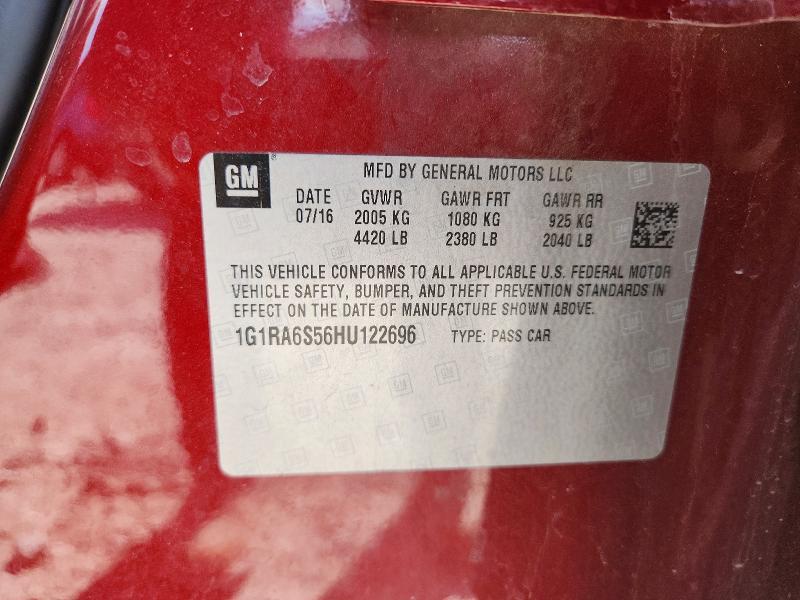 GM ®
MFD BY GENERAL MOTORS LLC
DATE GVWR GAWR FRT GAWR RR
07/16 2005 KG 1080 KG 925 KG
4420 LB 2380 LB 2040 LB
THIS VEHICLE CONFORMS TO ALL APPLICABLE U.S. FEDERAL MOTOR
VEHICLE SAFETY, BUMPER, AND THEFT PREVENTION STANDARDS IN
EFFECT ON THE DATE OF MANUFACTURE SHOWN ABOVE.
1G1RA6S56HU122696 TYPE: PASS CAR